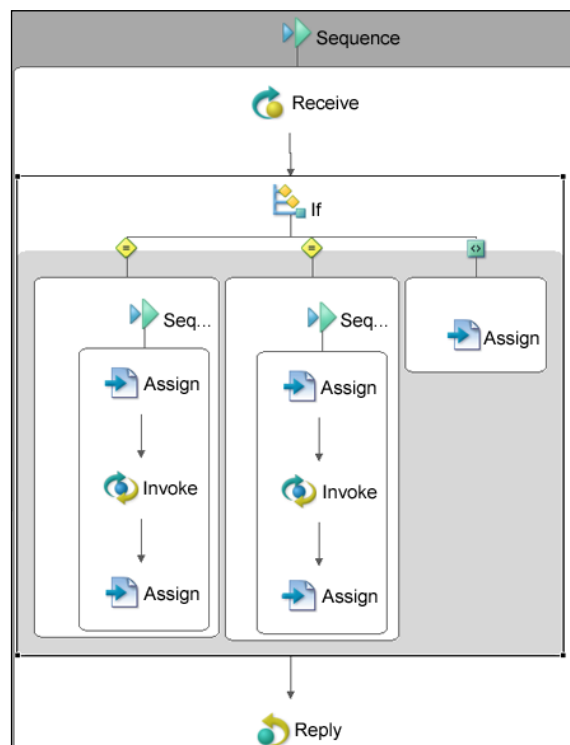 Sequence
Receive
If
Seq...
Seq...
Assign
Assign
Assign
Invoke
Invoke
Assign
Assign
Reply